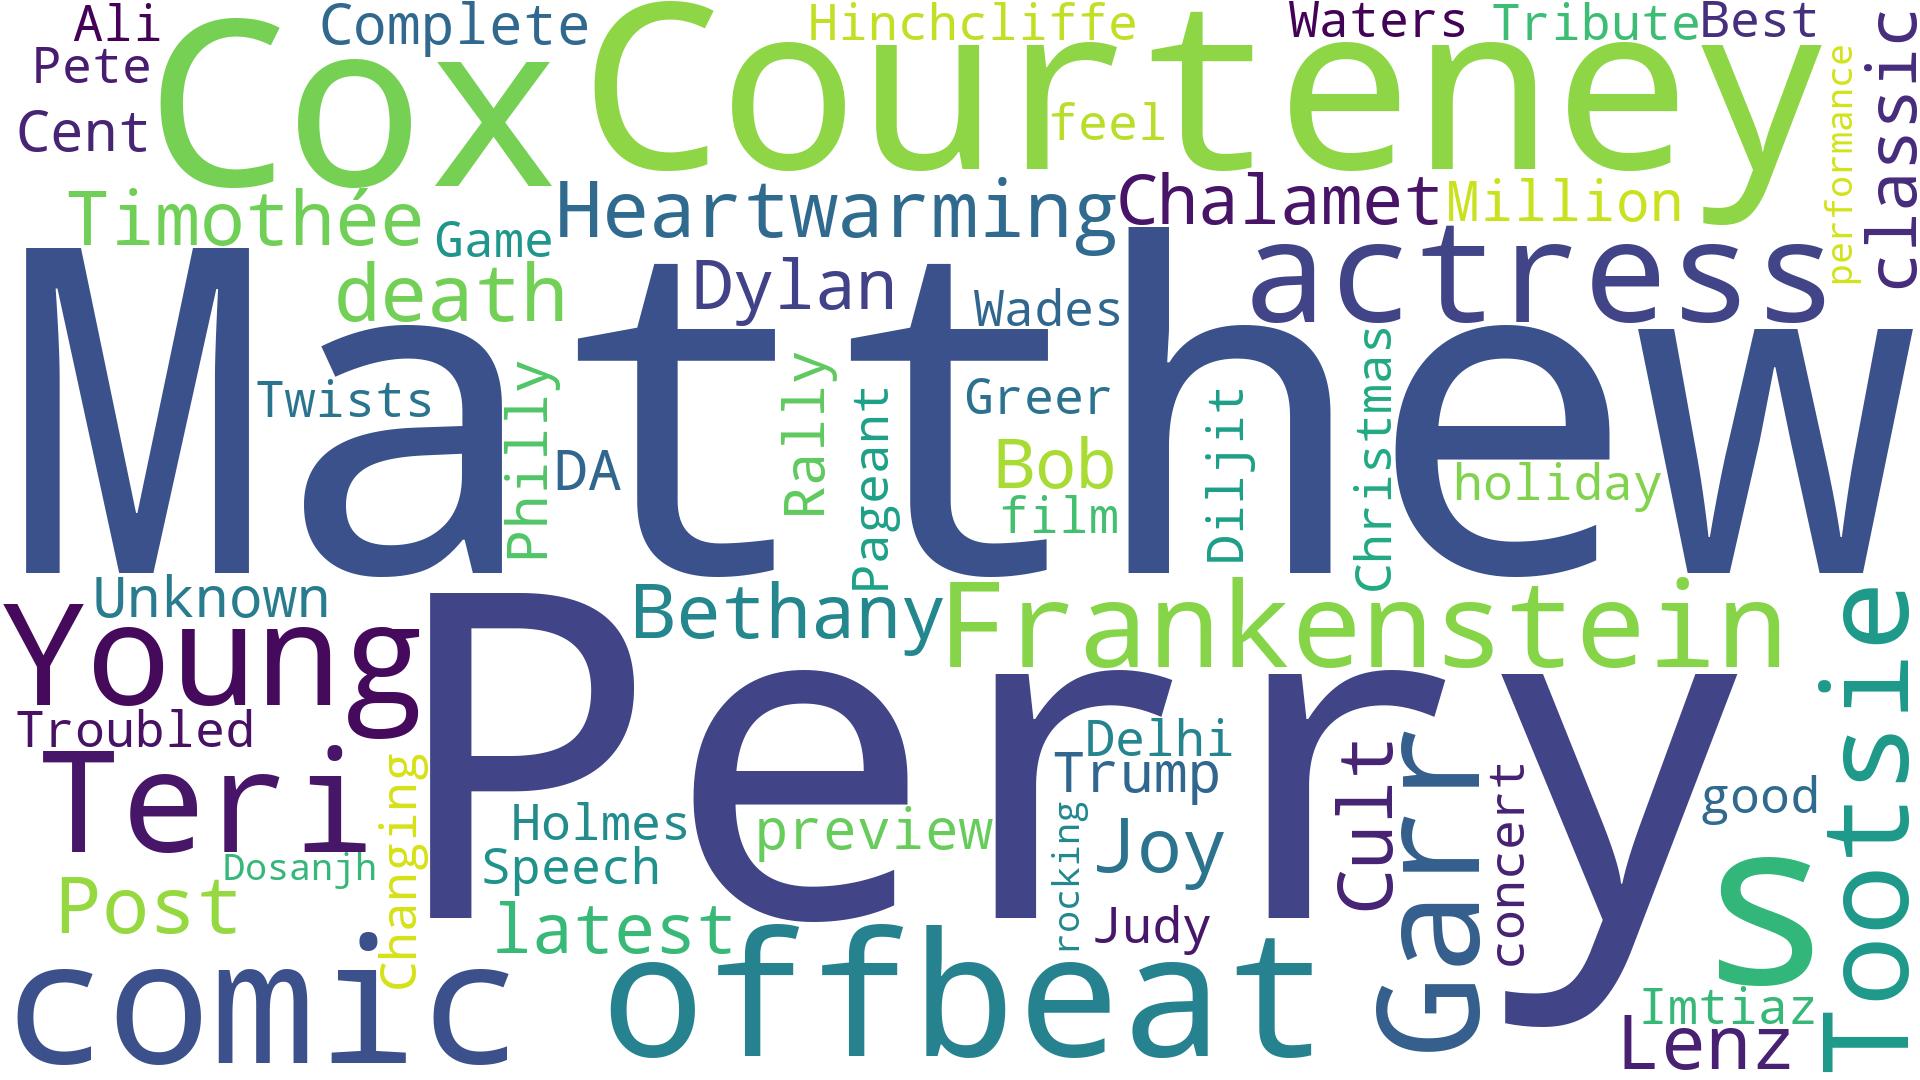 Ali
Pete
Cent
Cox
Complete
Courteney
Hinchcliffe
feel
Waters
Tribute
Best
performance
classic
Timothée
Game
Heartwarming
Chalamet
Million
death
Dylan
Wades
actress
Matthew
Twists
Philly
DA
Rally
Pageant
Greer
Bob
film
Diljit
Christmas
holiday
Unknown
Young
Bethany
Frankenstein
Tootsie
Troubled
Teri
Perry
Delhi
Trump
Changing
Holmes
preview
Speech
Dosanjh
rocking
Joy
Cult
Garr
concert
good
Post
latest
Judy
s
comic
offbeat
Imtiaz
Lenz